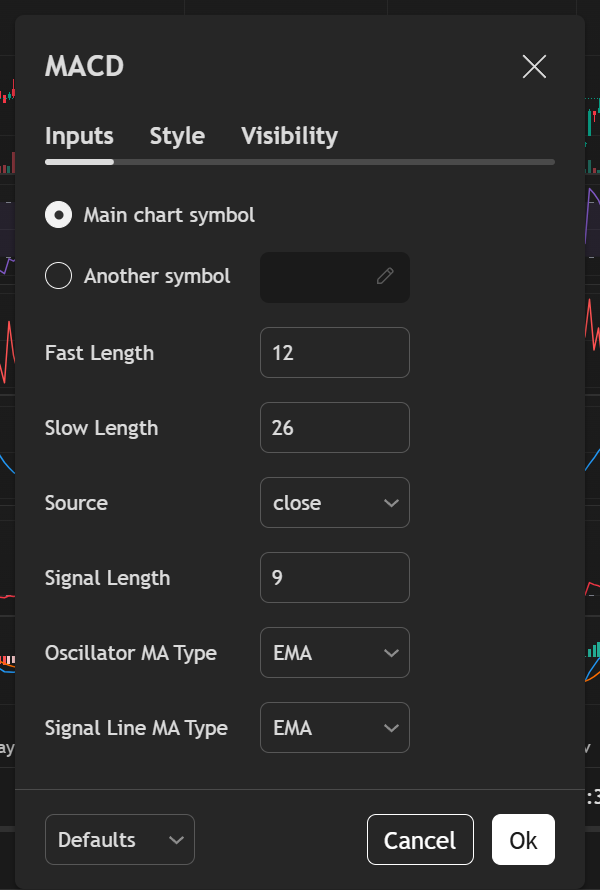 MACD
Inputs Style Visibility
Main chart symbol
Another symbol
Fast Length 12
Slow Length 26
Source close
Signal Length 9
Oscillator MA Type EMA
Signal Line MA Type EMA
Defaults Cancel Ok